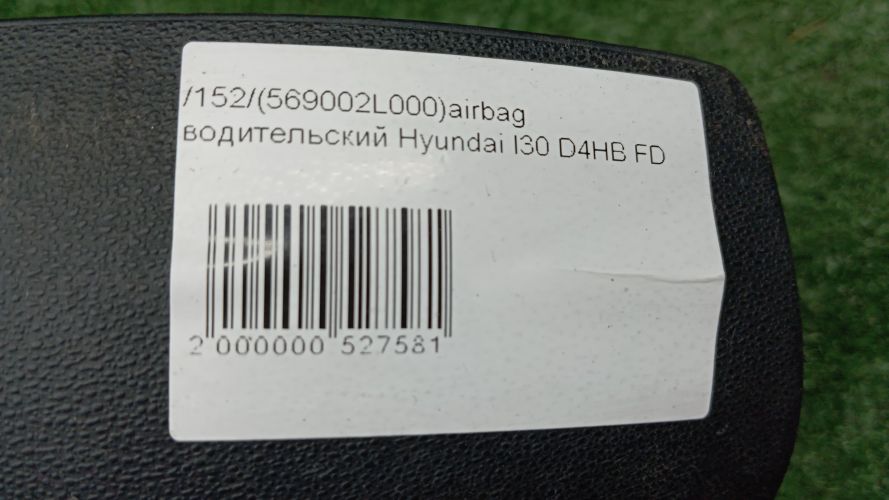 /152/(569002L000)airbag
водительский Hyundai I30 D4HB FD
2 000000 527581